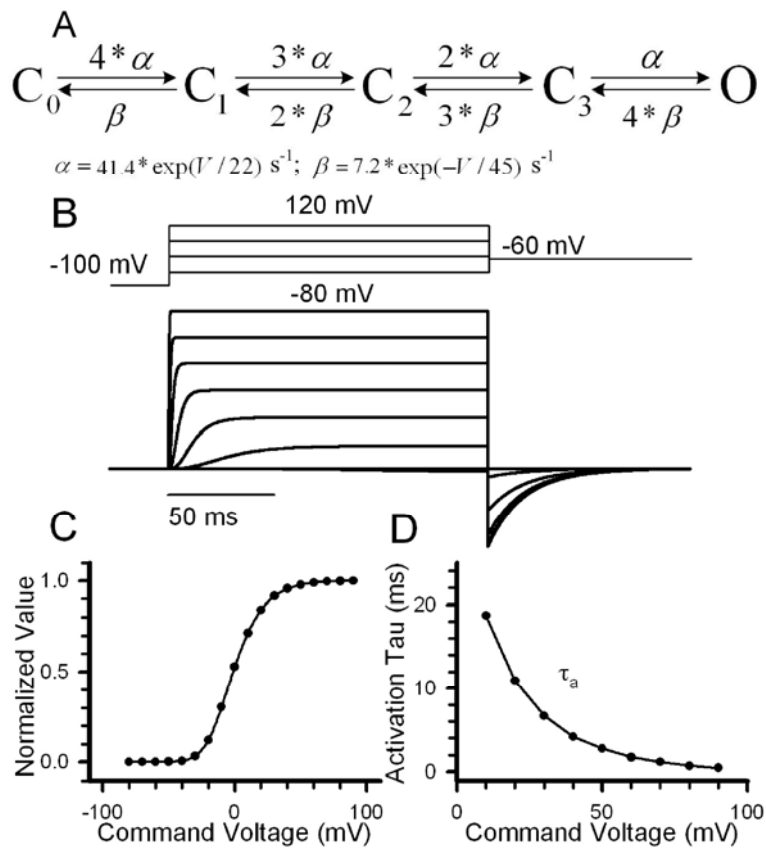 A
4*α 3*α 2*α α
C₀ C₁ C₂ C₃ O
β 2*β 3*β 4*β
α = 41.4*exp(V/22) s⁻¹; β = 7.2*exp(−V/45) s⁻¹
B
120 mV
-100 mV
-60 mV
-80 mV
50 ms
C
Normalized Value
1.0
0.5
0.0
-100 0 100
Command Voltage (mV)
D
Activation Tau (ms)
20
10
0
τₐ
0 50 100
Command Voltage (mV)